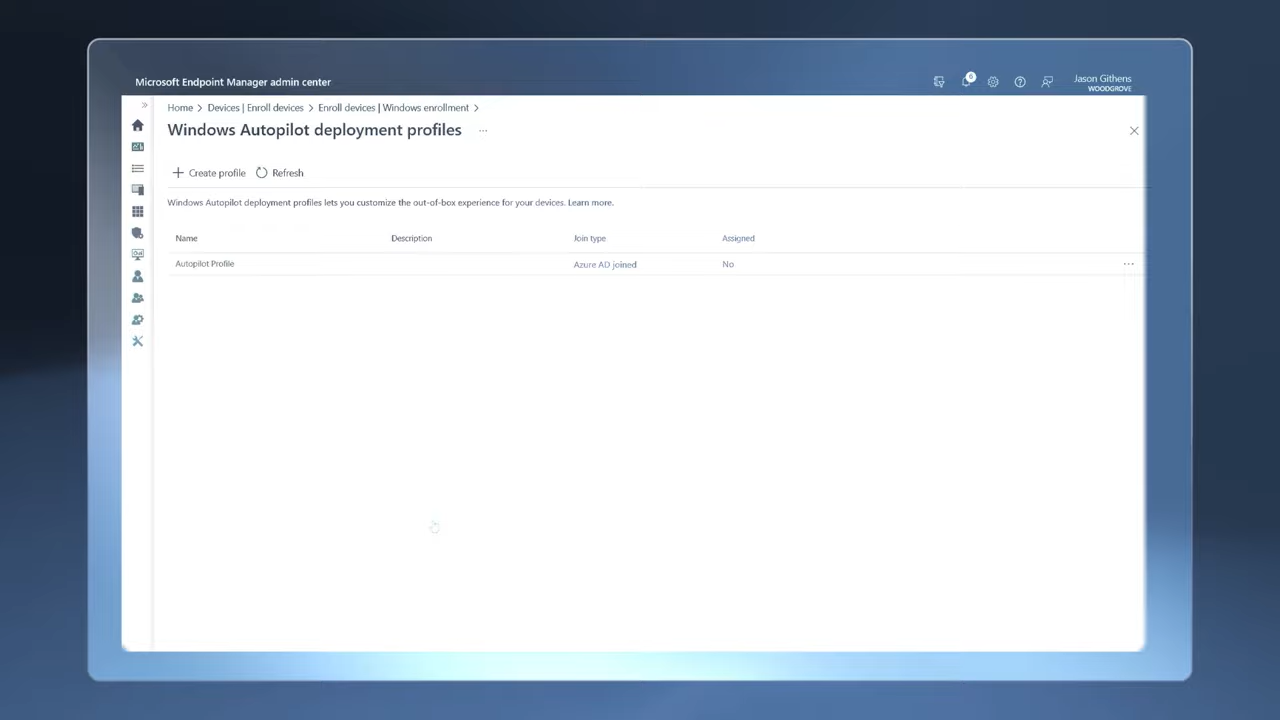 Microsoft Endpoint Manager admin center
6
Jason Githens
WOODGROVE
Home > Devices | Enroll devices > Enroll devices | Windows enrollment >
Windows Autopilot deployment profiles ...
+ Create profile Refresh
Windows Autopilot deployment profiles lets you customize the out-of-box experience for your devices. Learn more.
Name Description Join type Assigned
Autopilot Profile Azure AD joined No ...